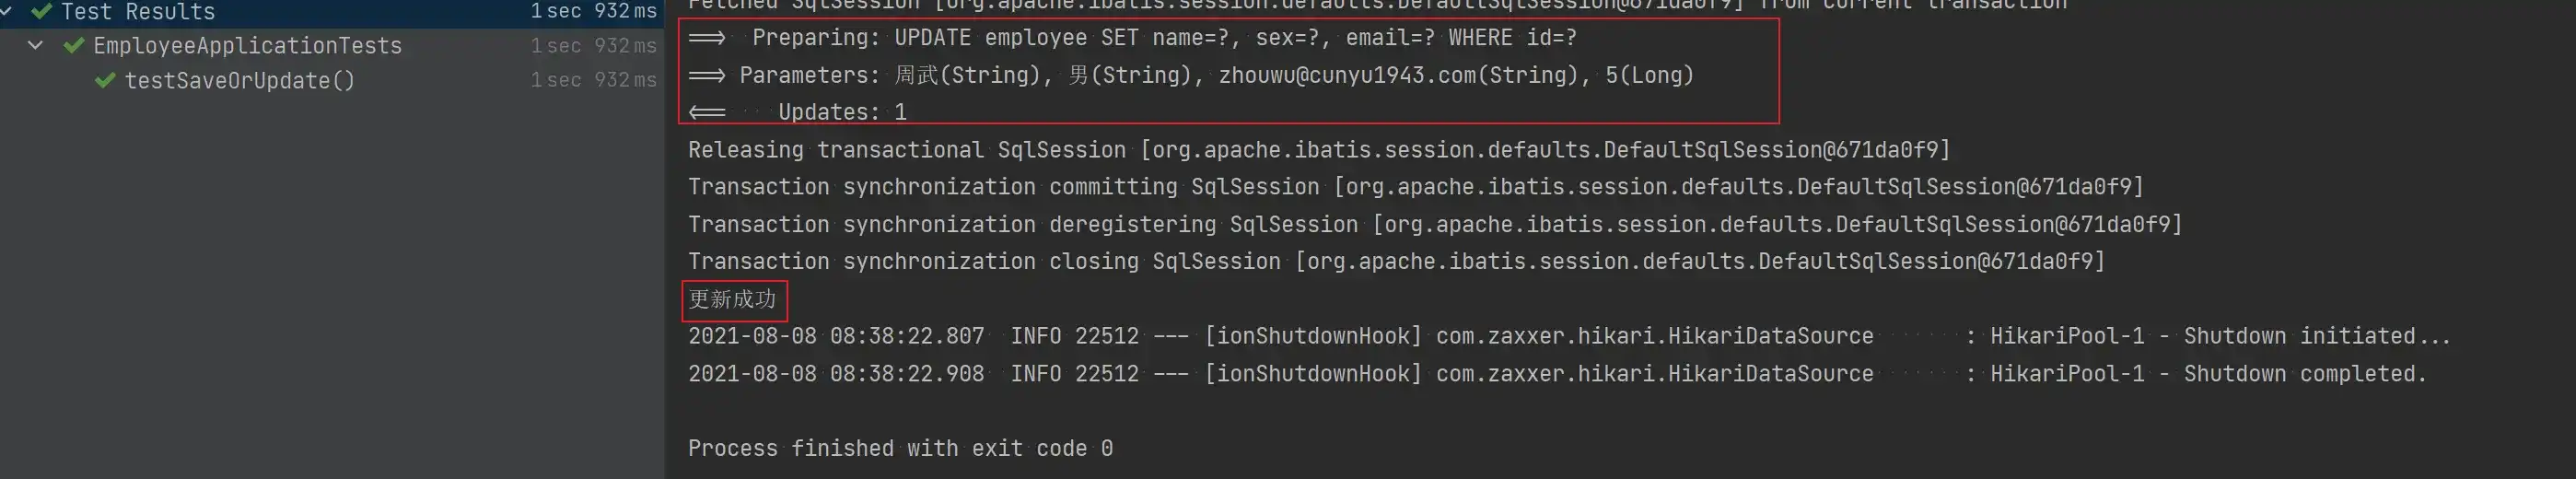 Test Results 1 sec 932 ms
EmployeeApplicationTests 1 sec 932 ms
testSaveOrUpdate() 1 sec 932 ms
Fetched SqlSession [org.apache.ibatis.session.defaults.DefaultSqlSession@671da0f9] from current transaction
==> Preparing: UPDATE employee SET name=?, sex=?, email=? WHERE id=?
==> Parameters: 周武(String), 男(String), zhouwu@cunyu1943.com(String), 5(Long)
<== Updates: 1
Releasing transactional SqlSession [org.apache.ibatis.session.defaults.DefaultSqlSession@671da0f9]
Transaction synchronization committing SqlSession [org.apache.ibatis.session.defaults.DefaultSqlSession@671da0f9]
Transaction synchronization deregistering SqlSession [org.apache.ibatis.session.defaults.DefaultSqlSession@671da0f9]
Transaction synchronization closing SqlSession [org.apache.ibatis.session.defaults.DefaultSqlSession@671da0f9]
更新成功
2021-08-08 08:38:22.807 INFO 22512 --- [ionShutdownHook] com.zaxxer.hikari.HikariDataSource : HikariPool-1 - Shutdown initiated...
2021-08-08 08:38:22.908 INFO 22512 --- [ionShutdownHook] com.zaxxer.hikari.HikariDataSource : HikariPool-1 - Shutdown completed.
Process finished with exit code 0